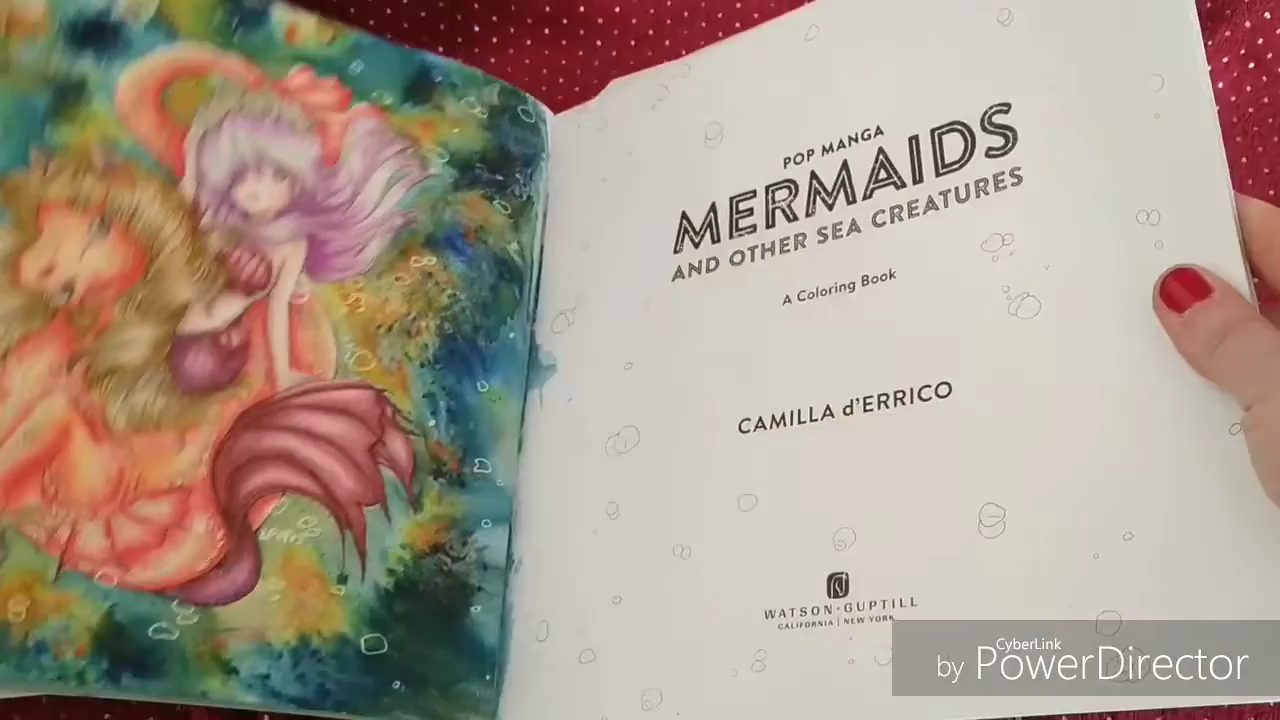 POP MANGA
MERMAIDS
AND OTHER SEA CREATURES
A Coloring Book
CAMILLA d'ERRICO
WATSON·GUPTILL
CALIFORNIA | NEW YORK
CyberLink
by PowerDirector